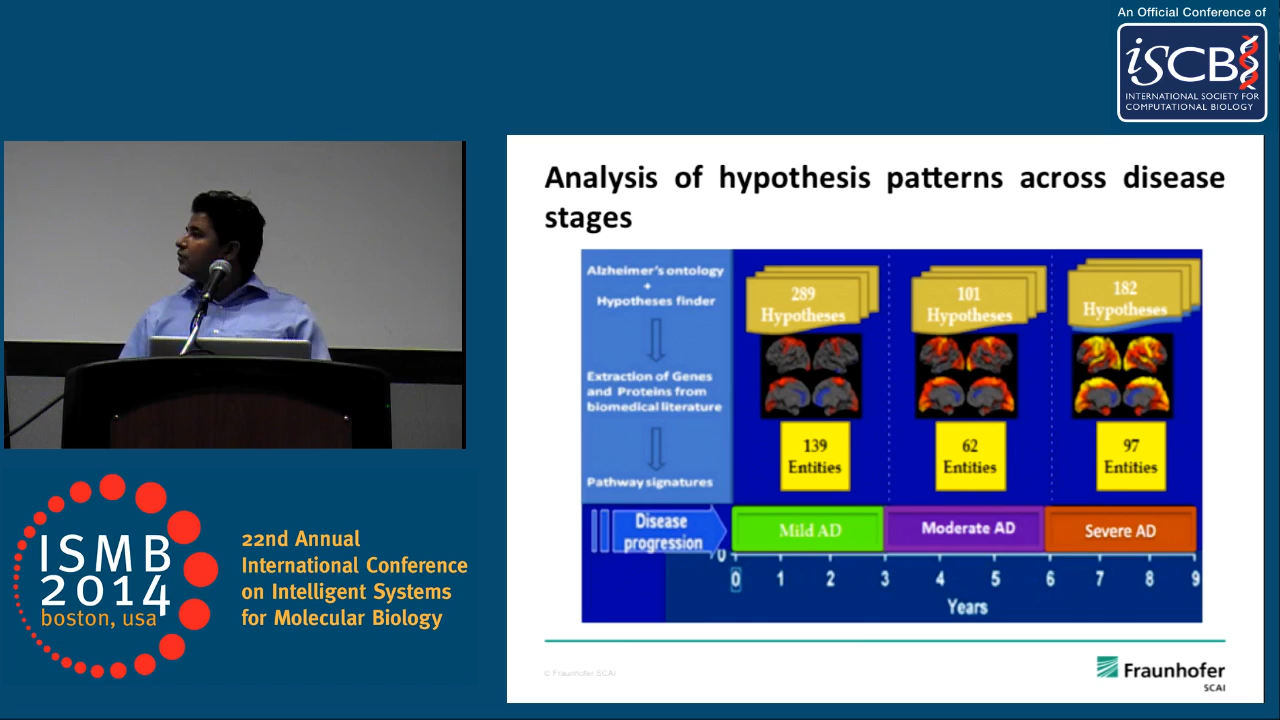 An Official Conference of
iSCB
INTERNATIONAL SOCIETY FOR
COMPUTATIONAL BIOLOGY
Analysis of hypothesis patterns across disease
stages
Alzheimer's ontology
+
Hypotheses finder
Extraction of Genes
and Proteins from
biomedical literature
Pathway signatures
289
Hypotheses
101
Hypotheses
182
Hypotheses
139
Entities
62
Entities
97
Entities
Disease
progression
Mild AD
Moderate AD
Severe AD
0
0 1 2 3 4 5 6 7 8 9
Years
© Fraunhofer SCAI
Fraunhofer
SCAI
ISMB
2014
boston, usa
22nd Annual
International Conference
on Intelligent Systems
for Molecular Biology